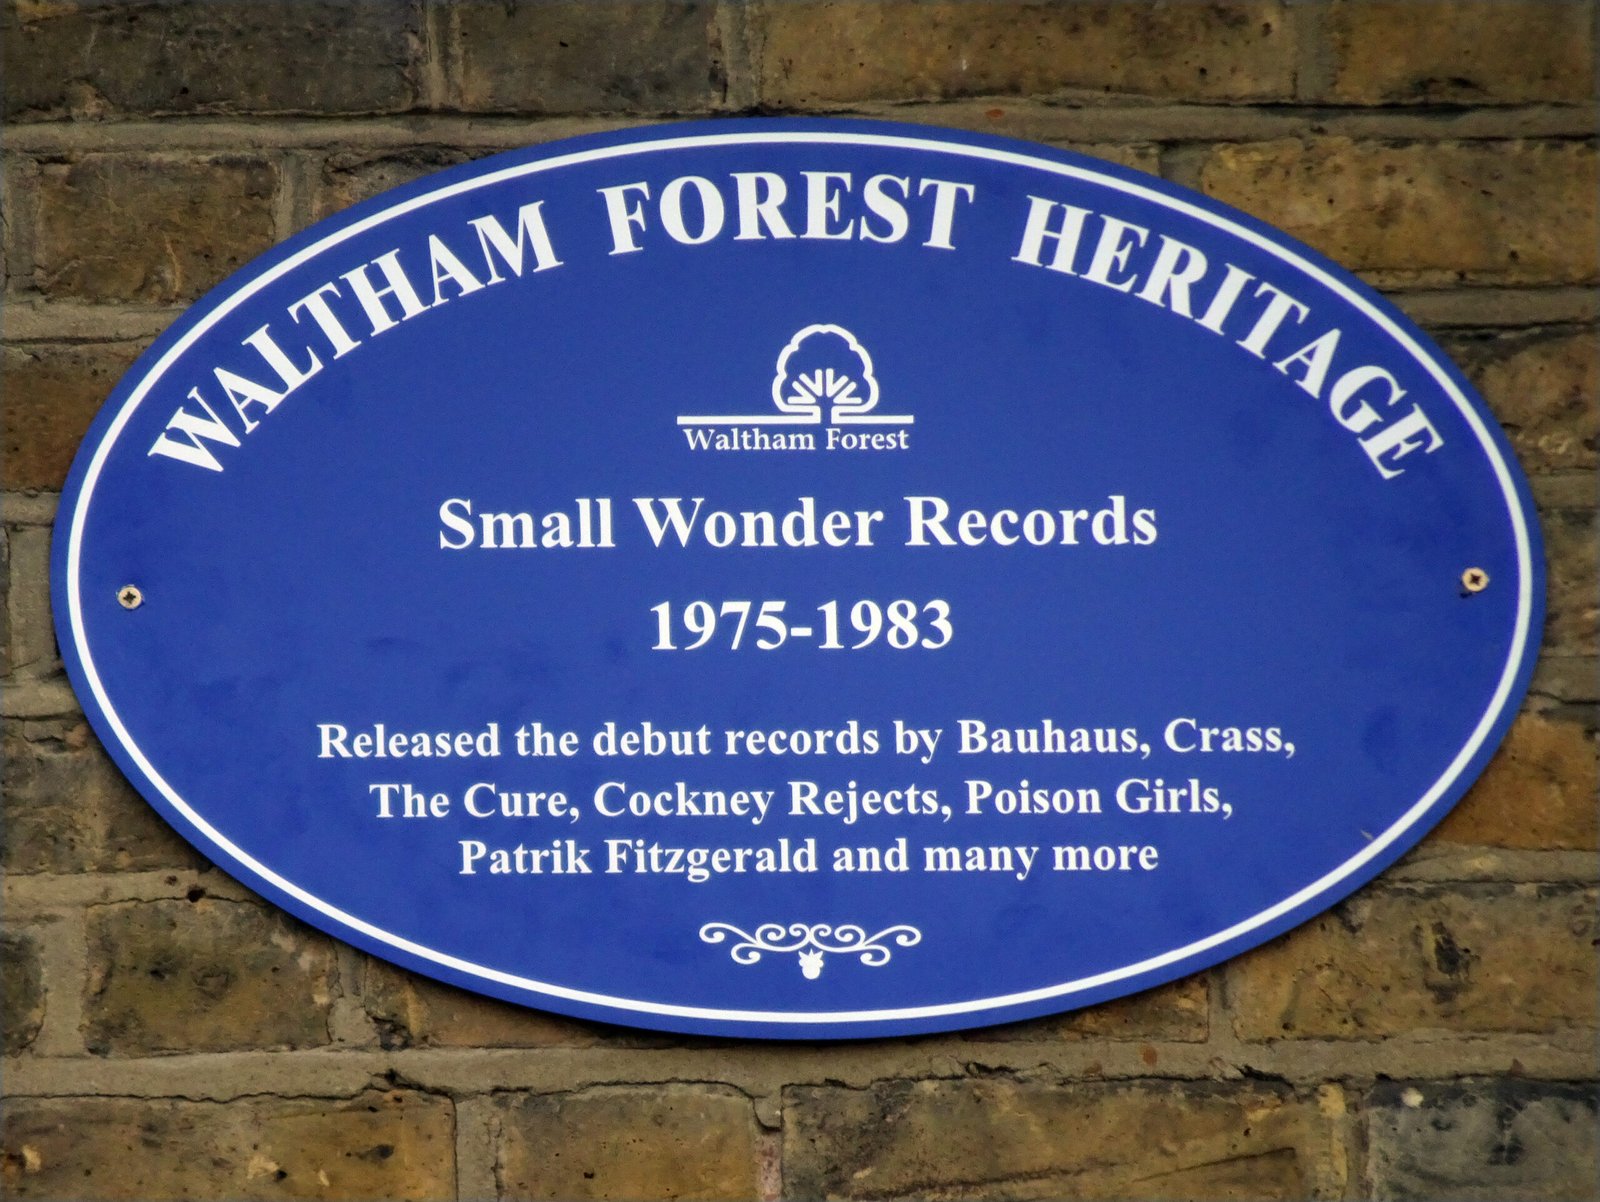 WALTHAM FOREST HERITAGE
Waltham Forest
Small Wonder Records
1975-1983
Released the debut records by Bauhaus, Crass,
The Cure, Cockney Rejects, Poison Girls,
Patrik Fitzgerald and many more